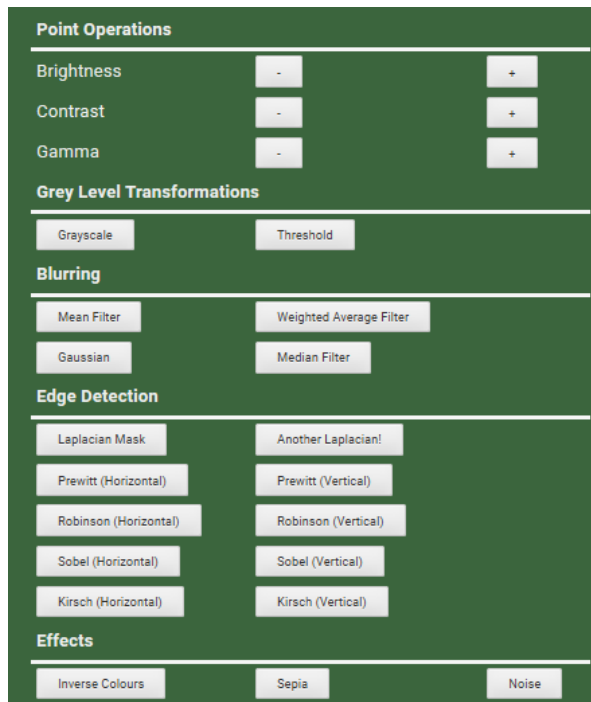 Point Operations
Brightness - +
Contrast - +
Gamma - +
Grey Level Transformations
Grayscale Threshold
Blurring
Mean Filter Weighted Average Filter
Gaussian Median Filter
Edge Detection
Laplacian Mask Another Laplacian!
Prewitt (Horizontal) Prewitt (Vertical)
Robinson (Horizontal) Robinson (Vertical)
Sobel (Horizontal) Sobel (Vertical)
Kirsch (Horizontal) Kirsch (Vertical)
Effects
Inverse Colours Sepia Noise